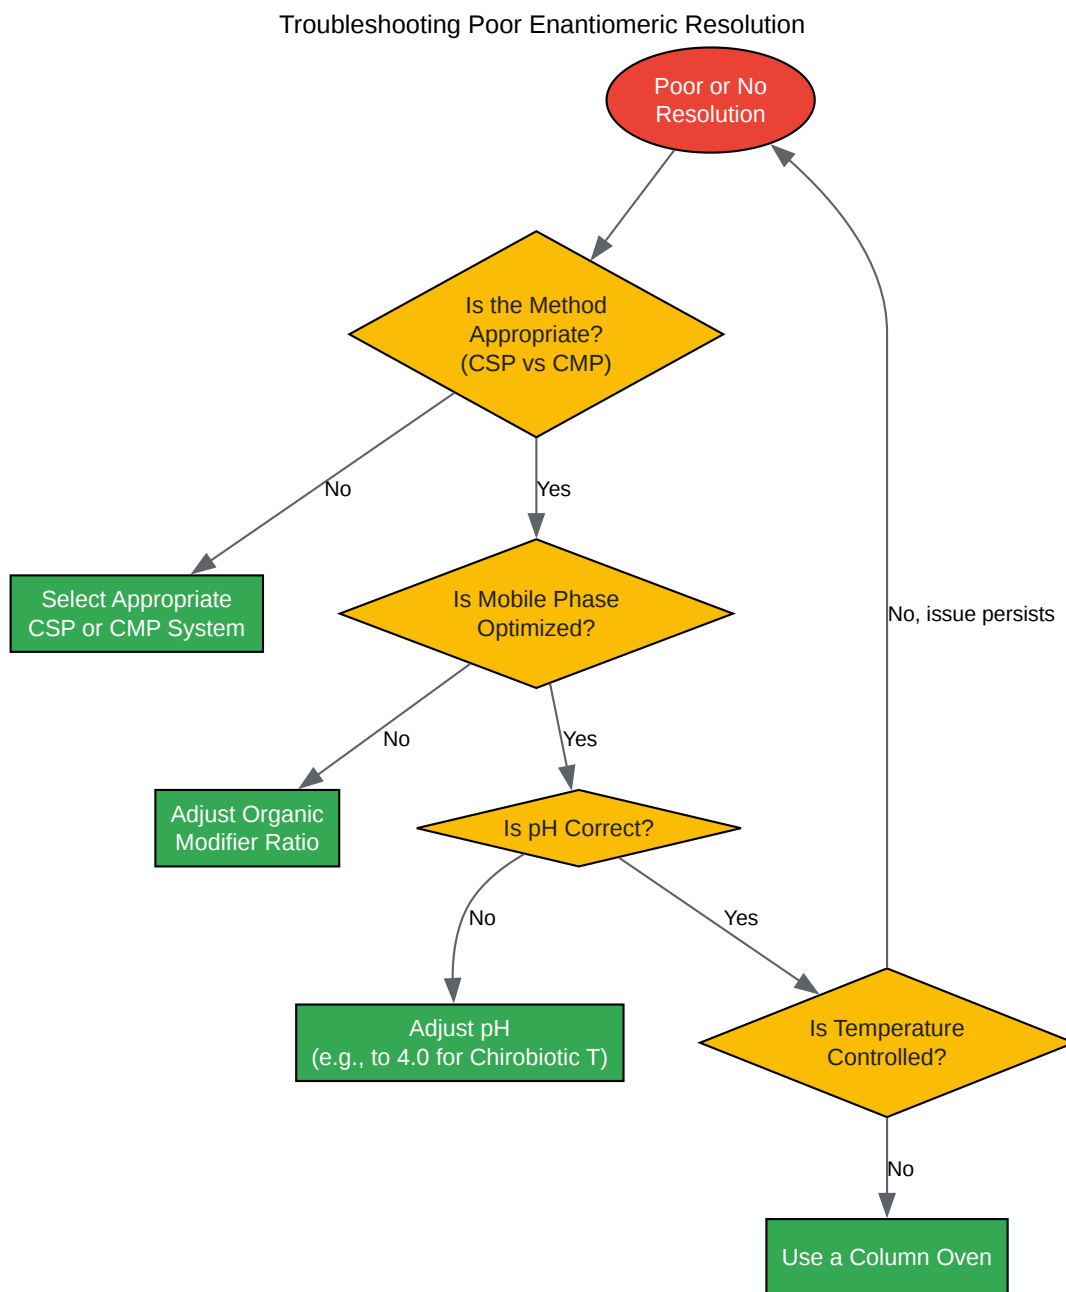 Troubleshooting Poor Enantiomeric Resolution
Poor or No
Resolution
Is the Method
Appropriate?
(CSP vs CMP)
No
Yes
Select Appropriate
CSP or CMP System
Is Mobile Phase
Optimized?
No, issue persists
No
Yes
Adjust Organic
Modifier Ratio
Is pH Correct?
No
Yes
Adjust pH
(e.g., to 4.0 for Chirobiotic T)
Is Temperature
Controlled?
No
Use a Column Oven